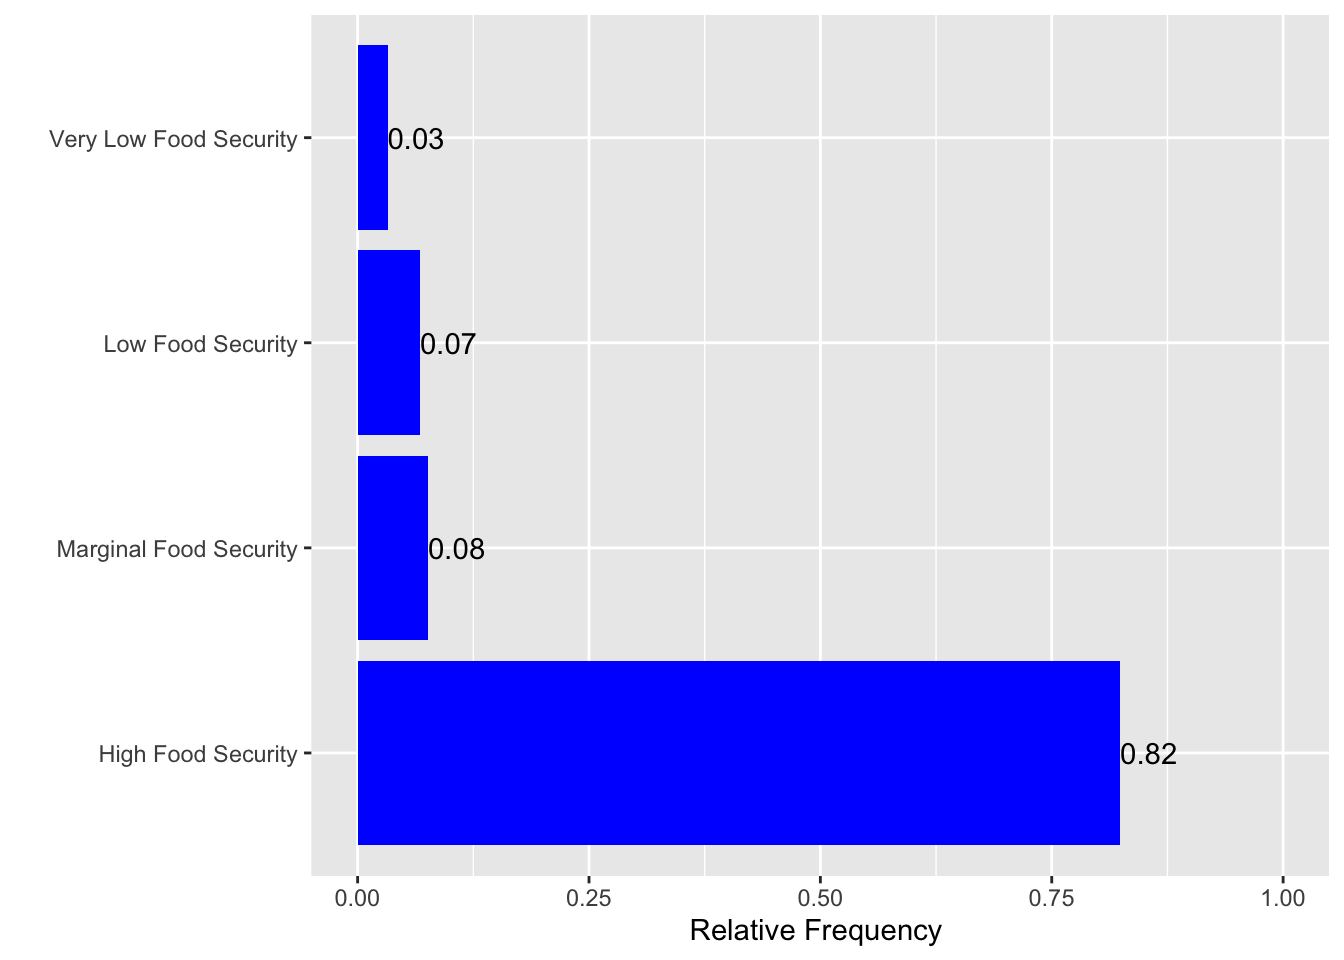 Very Low Food Security
0.03
Low Food Security
0.07
Marginal Food Security
0.08
High Food Security
0.82
0.00 0.25 0.50 0.75 1.00
Relative Frequency